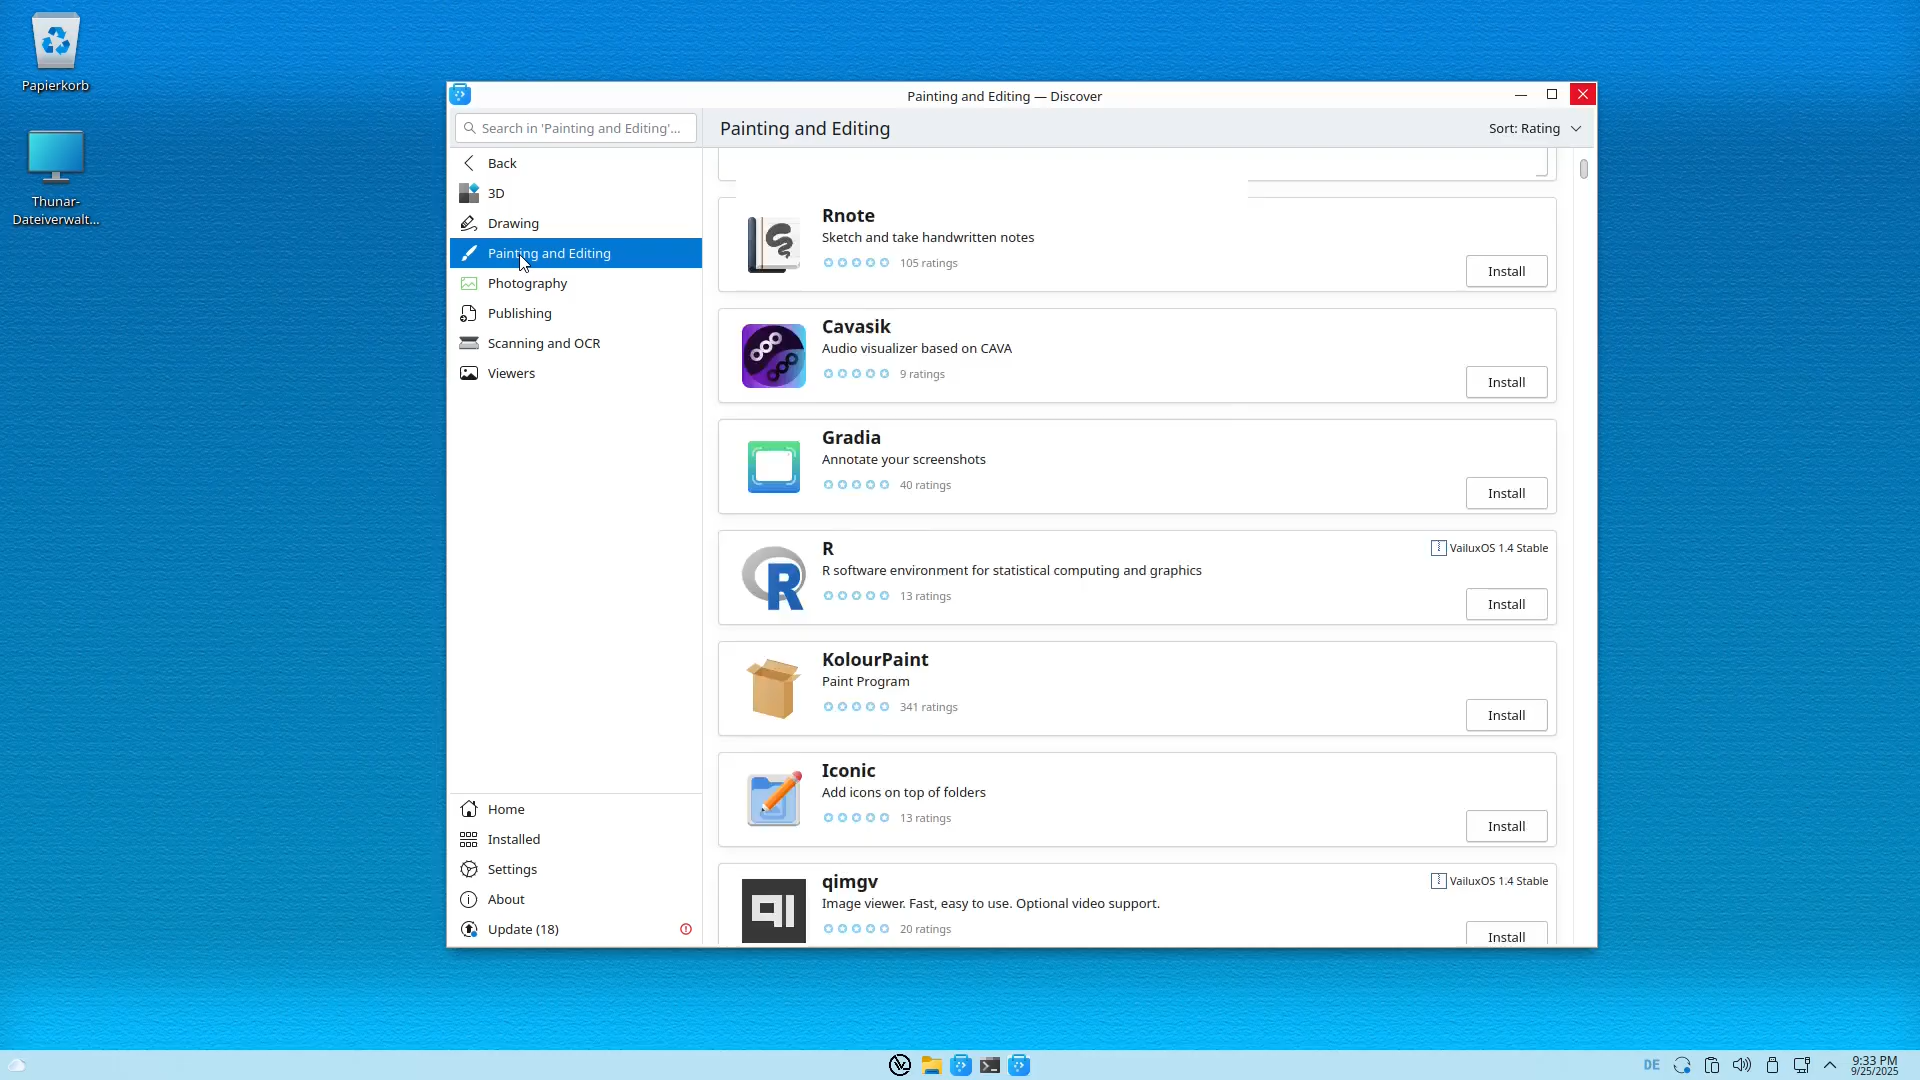 Papierkorb
Thunar-
Dateiverwalt...
Painting and Editing — Discover
Search in 'Painting and Editing'...
Painting and Editing
Sort: Rating
Back
3D
Drawing
Painting and Editing
Photography
Publishing
Scanning and OCR
Viewers
Rnote
Sketch and take handwritten notes
105 ratings
Install
Cavasik
Audio visualizer based on CAVA
9 ratings
Install
Gradia
Annotate your screenshots
40 ratings
Install
R
VailuxOS 1.4 Stable
R software environment for statistical computing and graphics
13 ratings
Install
KolourPaint
Paint Program
341 ratings
Install
Iconic
Add icons on top of folders
13 ratings
Install
qimgv
VailuxOS 1.4 Stable
Image viewer. Fast, easy to use. Optional video support.
20 ratings
Install
Home
Installed
Settings
About
Update (18)
DE
9:33 PM
9/25/2025